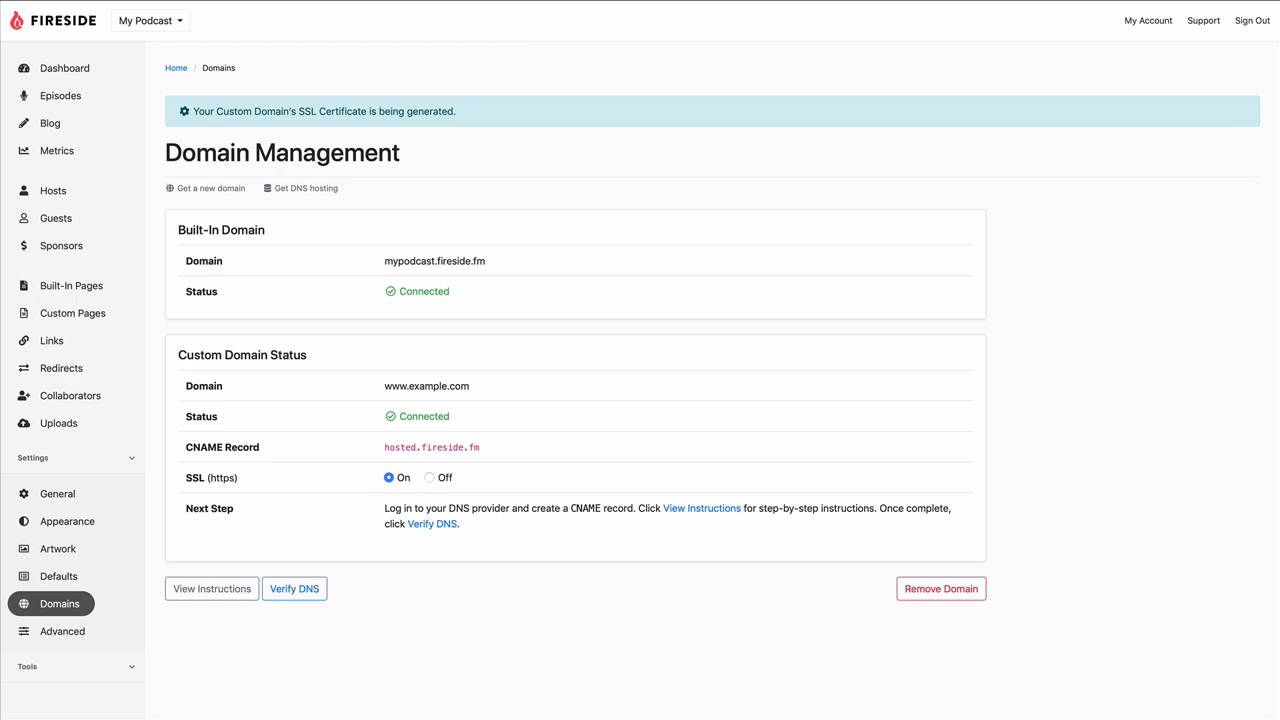 FIRESIDE My Podcast My Account Support Sign Out
Dashboard
Episodes
Blog
Metrics
Hosts
Guests
Sponsors
Built-In Pages
Custom Pages
Links
Redirects
Collaborators
Uploads
Settings
General
Appearance
Artwork
Defaults
Domains
Advanced
Tools
Home / Domains
Your Custom Domain's SSL Certificate is being generated.
Domain Management
Get a new domain Get DNS hosting
Built-In Domain
Domain mypodcast.fireside.fm
Status Connected
Custom Domain Status
Domain www.example.com
Status Connected
CNAME Record hosted.fireside.fm
SSL (https) On Off
Next Step Log in to your DNS provider and create a CNAME record. Click View Instructions for step-by-step instructions. Once complete,
click Verify DNS.
View Instructions Verify DNS Remove Domain